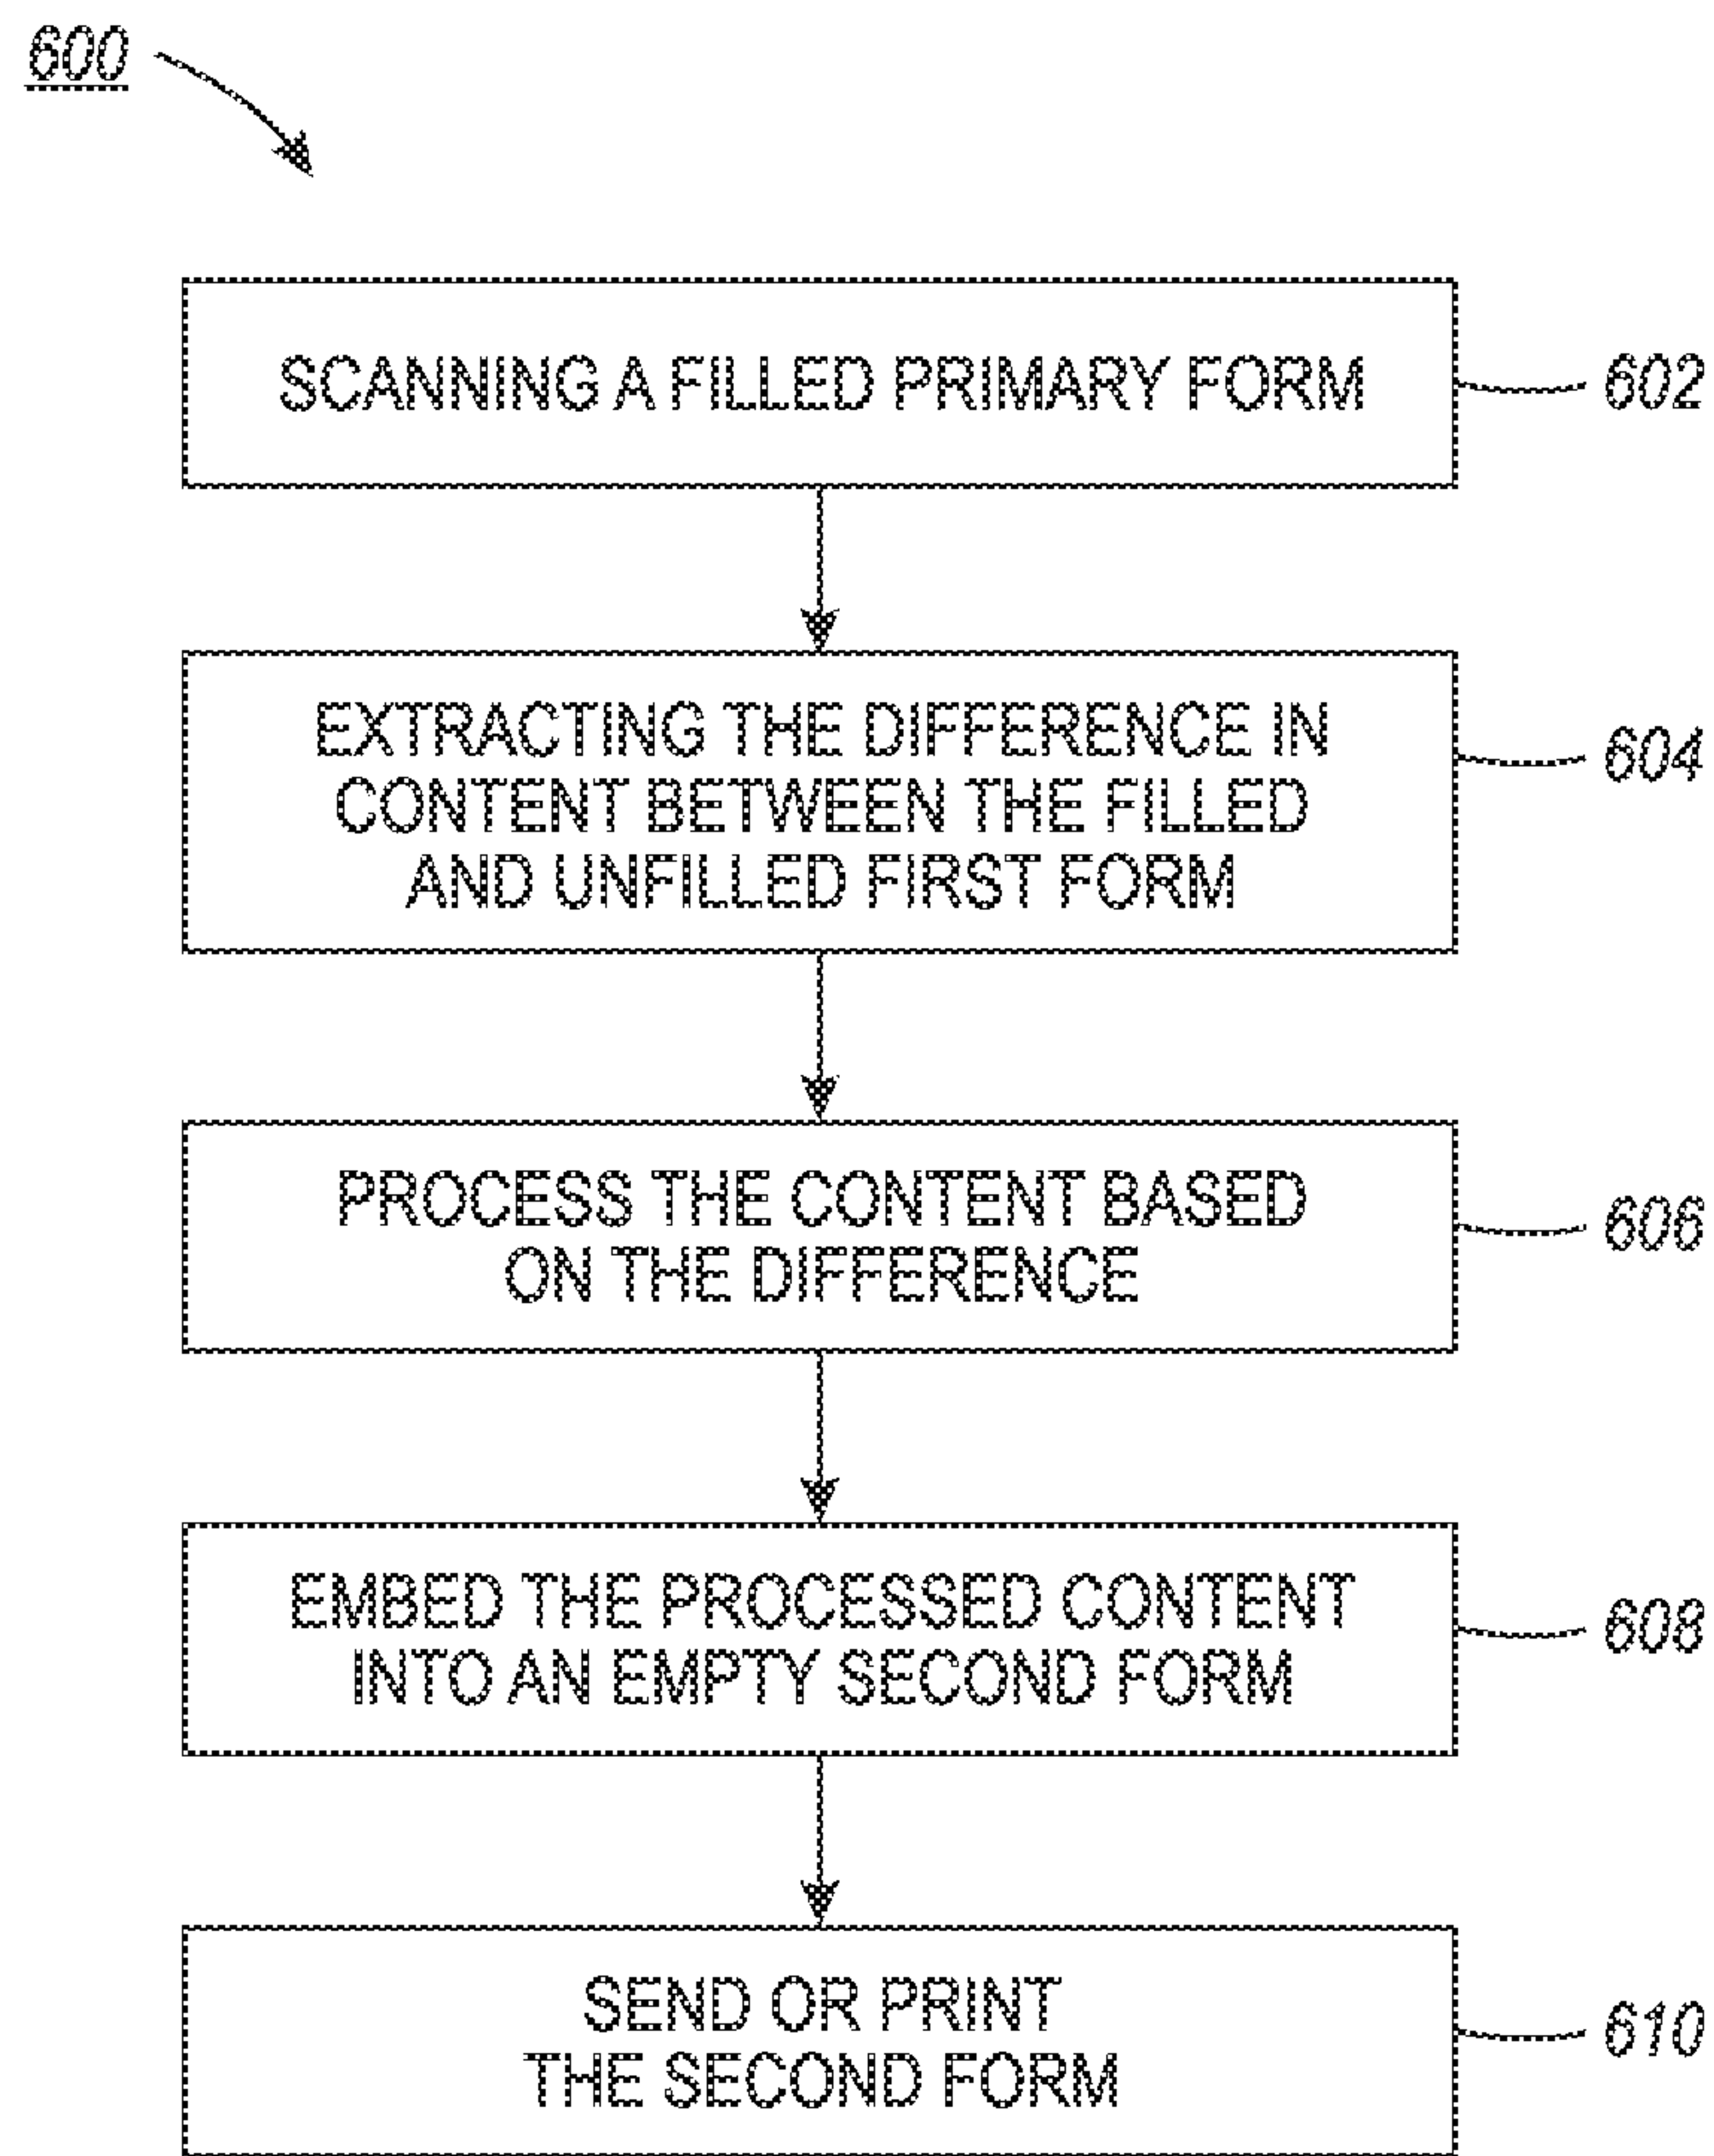 600
SCANNING A FILLED PRIMARY FORM
602
EXTRACTING THE DIFFERENCE IN
CONTENT BETWEEN THE FILLED
AND UNFILLED FIRST FORM
604
PROCESS THE CONTENT BASED
ON THE DIFFERENCE
606
EMBED THE PROCESSED CONTENT
INTO AN EMPTY SECOND FORM
608
SEND OR PRINT
THE SECOND FORM
610